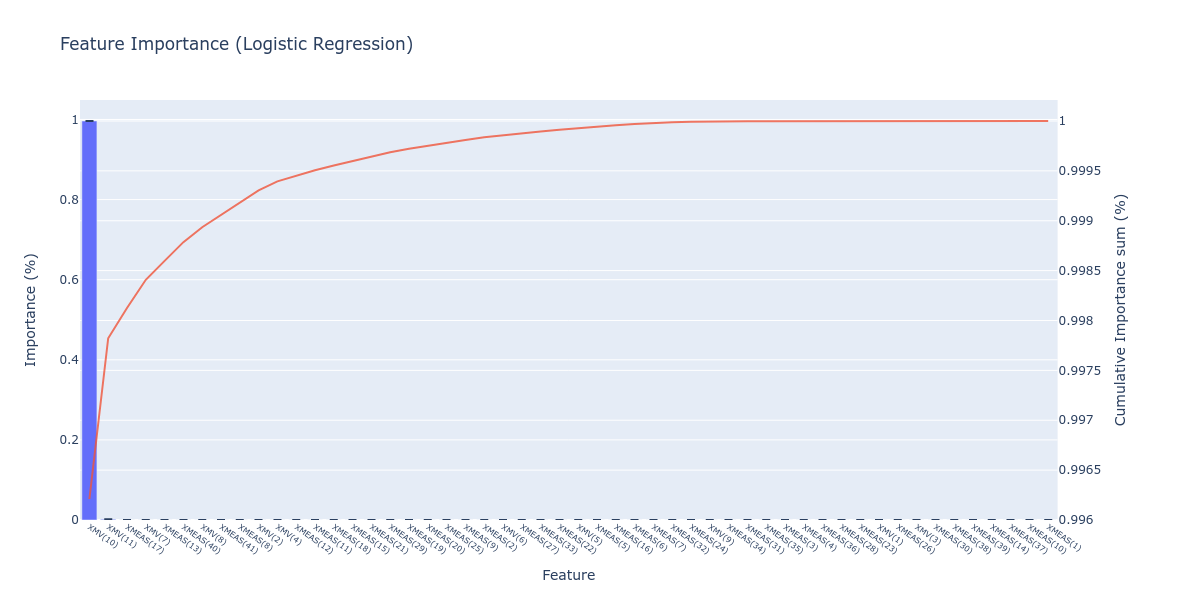 Feature Importance (Logistic Regression)
1
0.8
0.6
0.4
0.2
0
Importance (%)
1
0.9995
0.999
0.9985
0.998
0.9975
0.997
0.9965
0.996
Cumulative Importance sum (%)
XMV(10)
XMV(11)
XMEAS(17)
XMV(7)
XMEAS(13)
XMEAS(40)
XMV(8)
XMEAS(41)
XMEAS(8)
XMV(2)
XMV(4)
XMEAS(12)
XMEAS(11)
XMEAS(18)
XMEAS(15)
XMEAS(21)
XMEAS(29)
XMEAS(19)
XMEAS(20)
XMEAS(25)
XMEAS(9)
XMEAS(2)
XMV(6)
XMEAS(27)
XMEAS(33)
XMEAS(22)
XMV(5)
XMEAS(5)
XMEAS(16)
XMEAS(6)
XMEAS(7)
XMEAS(32)
XMEAS(24)
XMV(9)
XMEAS(34)
XMEAS(31)
XMEAS(35)
XMEAS(3)
XMEAS(4)
XMEAS(36)
XMEAS(28)
XMEAS(23)
XMV(1)
XMEAS(26)
XMV(3)
XMEAS(30)
XMEAS(38)
XMEAS(39)
XMEAS(14)
XMEAS(37)
XMEAS(10)
XMEAS(1)
Feature